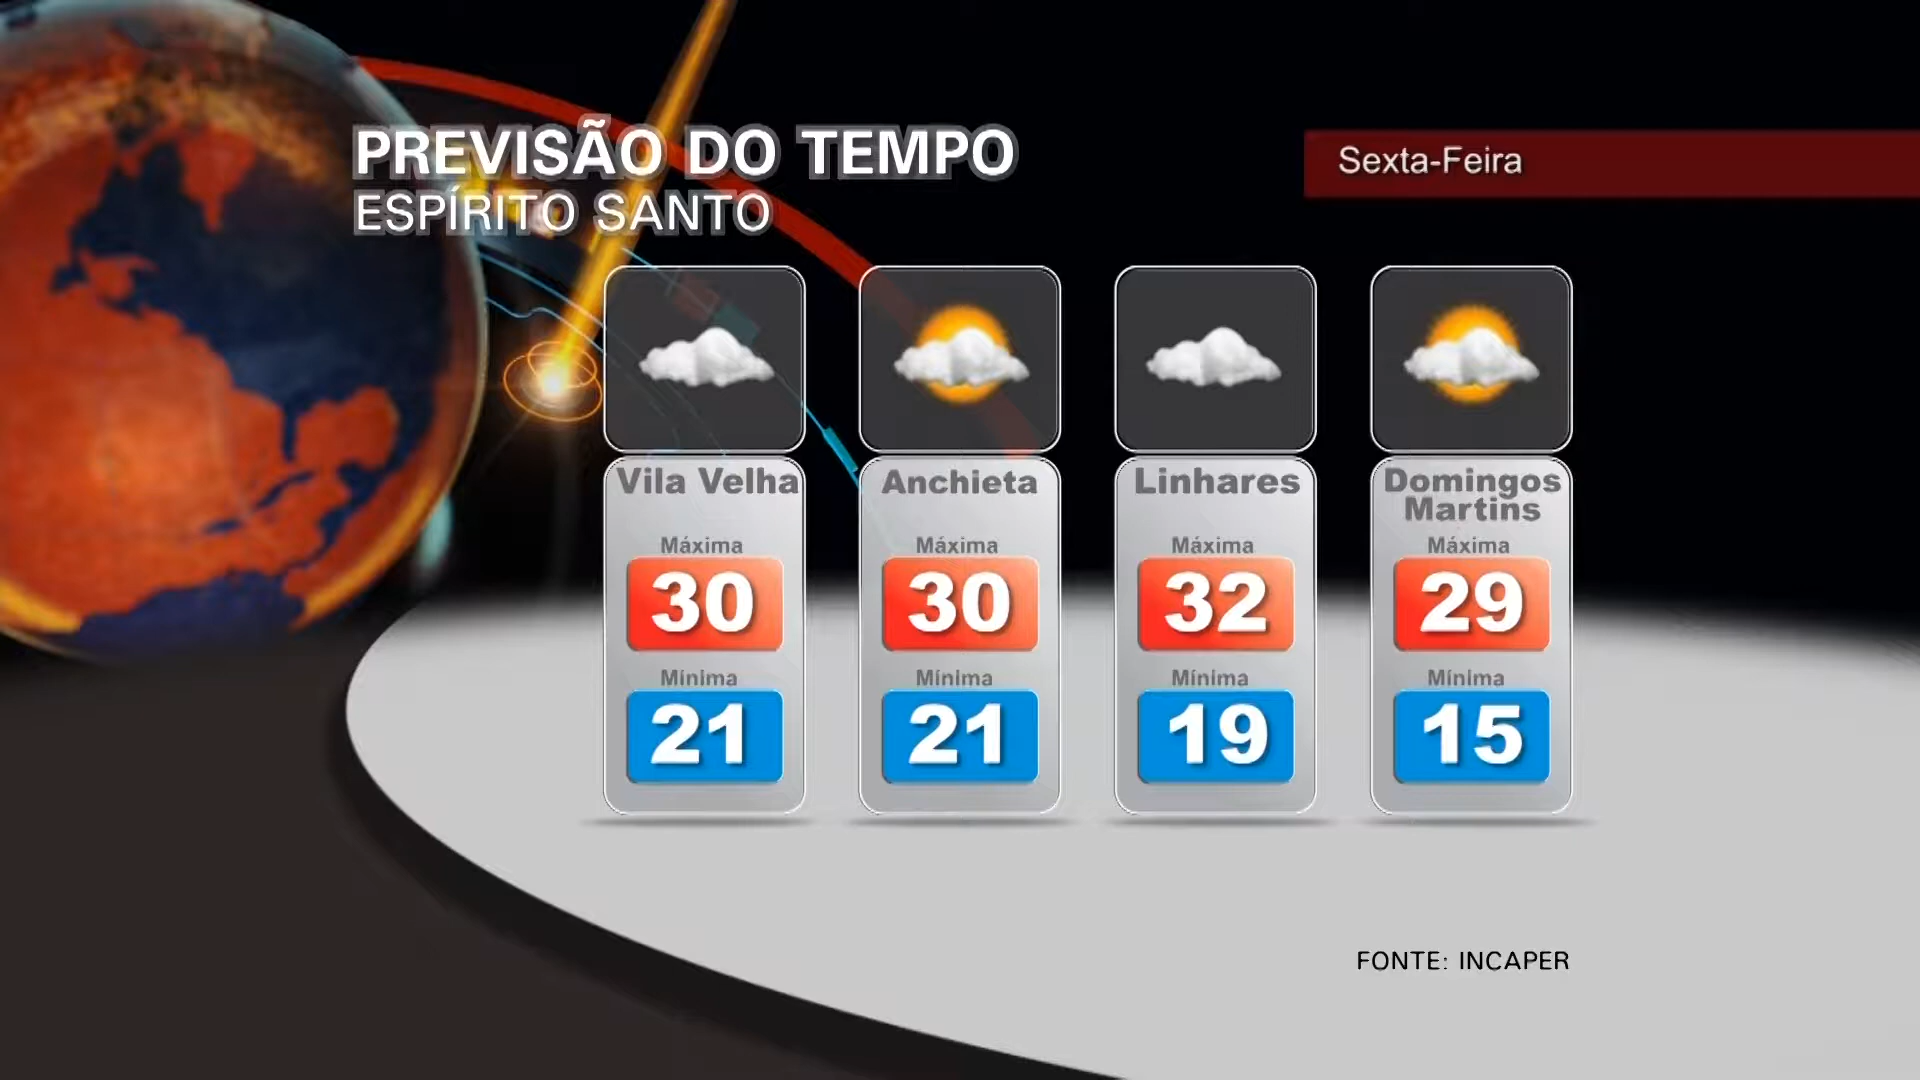 PREVISÃO DO TEMPO
ESPÍRITO SANTO
Sexta-Feira
Vila Velha
Máxima
30
Mínima
21
Anchieta
Máxima
30
Mínima
21
Linhares
Máxima
32
Mínima
19
Domingos
Martins
Máxima
29
Mínima
15
FONTE: INCAPER